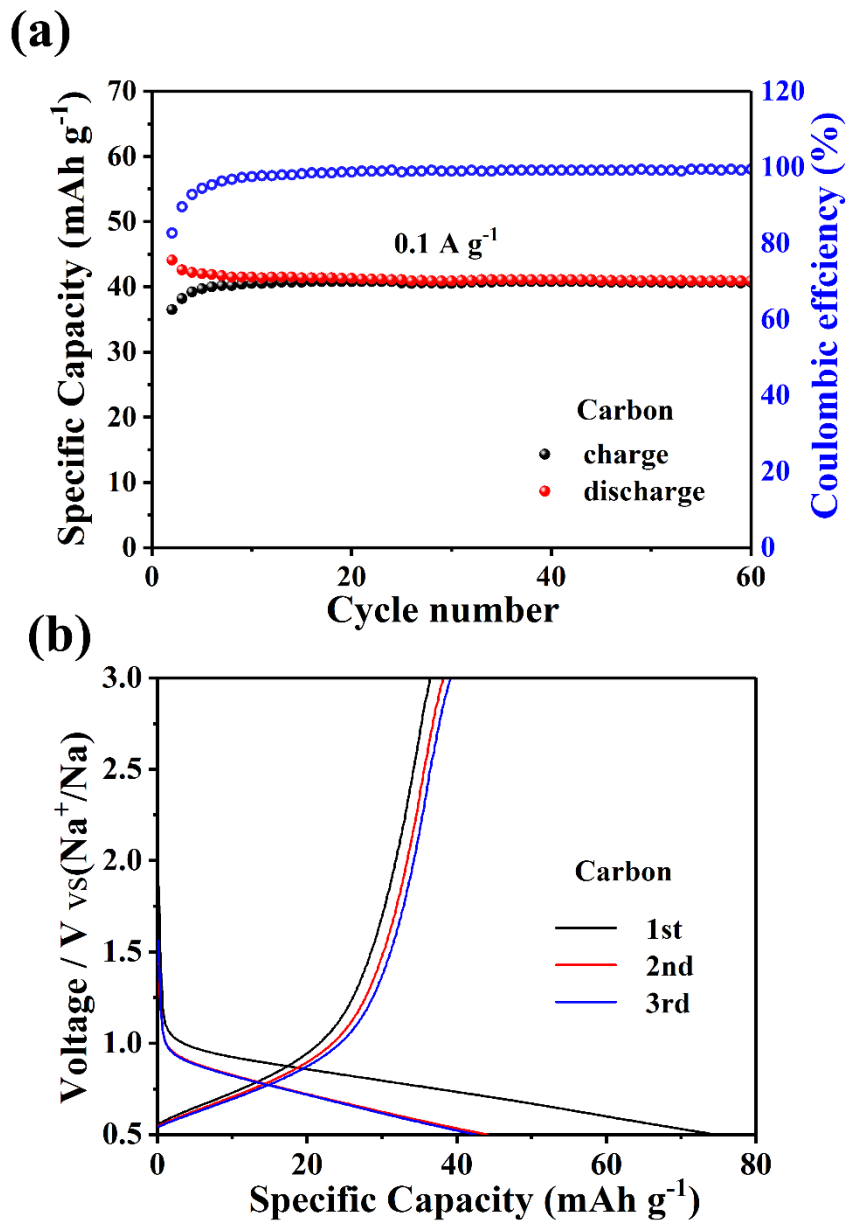 (a)
Specific Capacity (mAh g⁻¹)
70
60
50
40
30
20
10
0
0.1 A g⁻¹
Carbon
charge
discharge
120
100
80
60
40
20
0
Coulombic effciency (%)
0
20
40
60
Cycle number
(b)
Voltage / V vs(Na⁺/Na)
3.0
2.5
2.0
1.5
1.0
0.5
Carbon
1st
2nd
3rd
0
20
40
60
80
Specific Capacity (mAh g⁻¹)